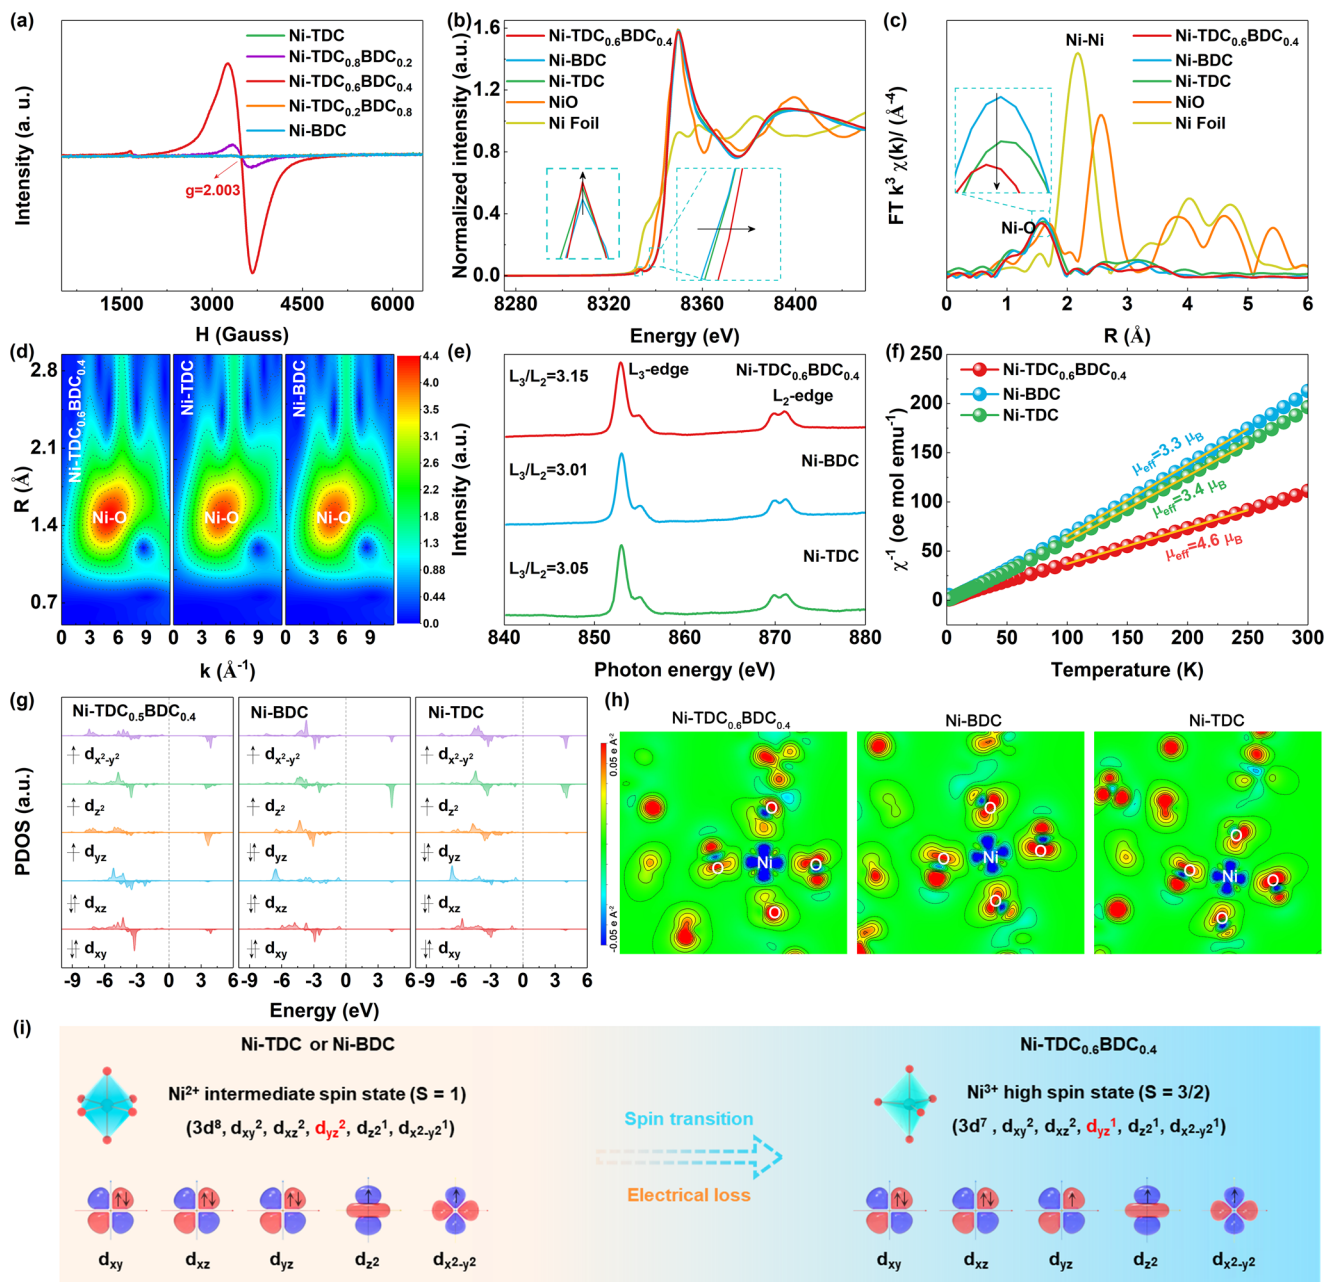 (a)
Ni-TDC
Ni-TDC0.8BDC0.2
Ni-TDC0.6BDC0.4
Ni-TDC0.2BDC0.8
Ni-BDC
g=2.003
Intensity (a. u.)
1500 3000 4500 6000
H (Gauss)
(b)
Ni-TDC0.6BDC0.4
Ni-BDC
Ni-TDC
NiO
Ni Foil
Normalized intensity (a.u.)
1.6
1.2
0.8
0.4
0.0
8280 8320 8360 8400
Energy (eV)
(c)
Ni-Ni
Ni-TDC0.6BDC0.4
Ni-BDC
Ni-TDC
NiO
Ni Foil
Ni-O
FT k³ χ(k)/ (Å⁻⁴)
0 1 2 3 4 5 6
R (Å)
(d)
Ni-TDC0.6BDC0.4
Ni-TDC
Ni-BDC
Ni-O Ni-O Ni-O
R (Å)
2.8
2.1
1.4
0.7
0 3 6 9 0 3 6 9 0 3 6 9
k (Å⁻¹)
4.4
4.0
3.5
3.1
2.6
2.2
1.8
1.3
0.88
0.44
0.0
(e)
L3/L2=3.15
L3-edge
Ni-TDC0.6BDC0.4
L2-edge
L3/L2=3.01
Ni-BDC
L3/L2=3.05
Ni-TDC
Intensity (a.u.)
840 850 860 870 880
Photon energy (eV)
(f)
Ni-TDC0.6BDC0.4
Ni-BDC
Ni-TDC
μeff=3.3 μB
μeff=3.4 μB
μeff=4.6 μB
χ⁻¹ (oe mol emu⁻¹)
250
200
150
100
50
0
0 50 100 150 200 250 300
Temperature (K)
(g)
Ni-TDC0.5BDC0.4 Ni-BDC Ni-TDC
dx²-y² dx²-y² dx²-y²
dz² dz² dz²
dyz dyz dyz
dxz dxz dxz
dxy dxy dxy
PDOS (a.u.)
-9 -6 -3 0 3 6 -9 -6 -3 0 3 6 -9 -6 -3 0 3 6
Energy (eV)
(h)
Ni-TDC0.6BDC0.4 Ni-BDC Ni-TDC
0.05 e Å⁻²
-0.05 e Å⁻²
O O Ni O O
O O Ni O O
O O Ni O O
(i)
Ni-TDC or Ni-BDC
Ni²⁺ intermediate spin state (S = 1)
(3d⁸, dxy², dxz², dyz², dz²¹, dx²-y²¹)
dxy dxz dyz dz² dx²-y²
Spin transition
Electrical loss
Ni-TDC0.6BDC0.4
Ni³⁺ high spin state (S = 3/2)
(3d⁷ , dxy², dxz², dyz¹, dz²¹, dx²-y²¹)
dxy dxz dyz dz² dx²-y²